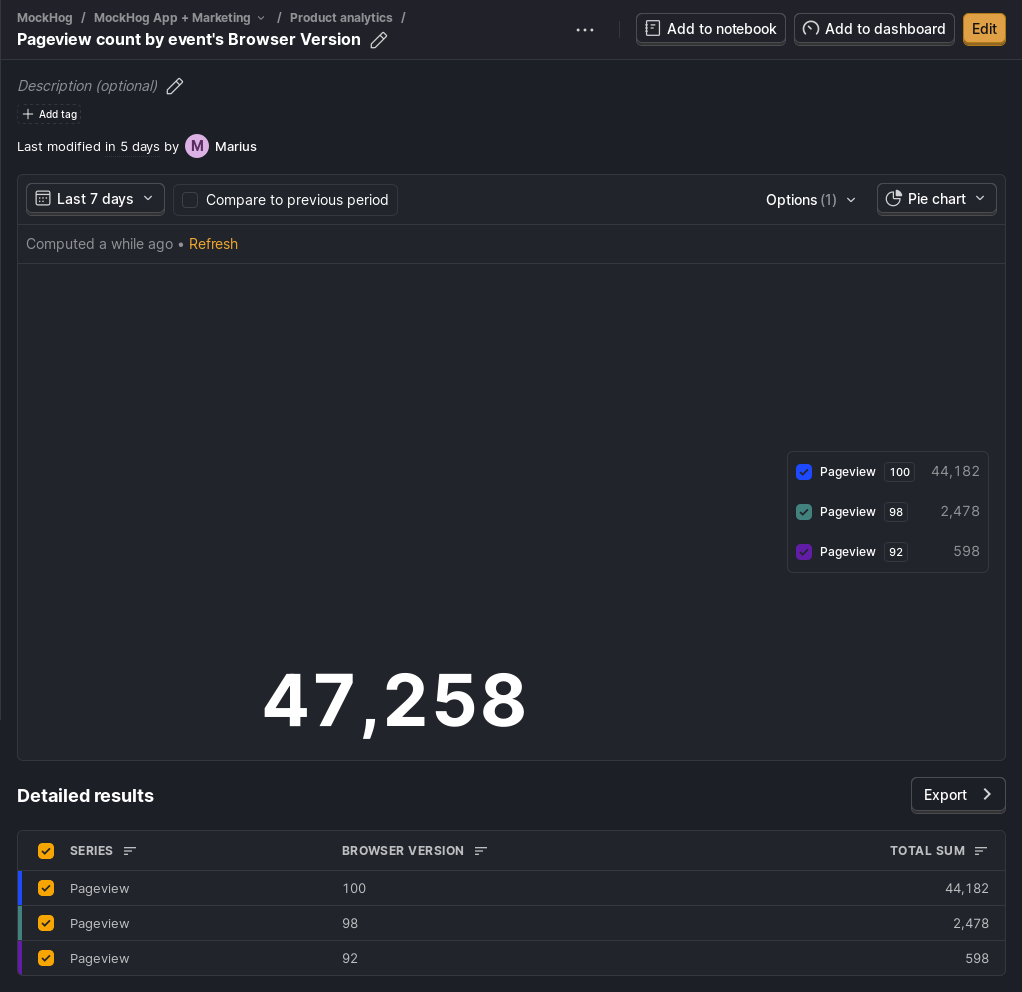 MockHog / MockHog App + Marketing / Product analytics /
Pageview count by event's Browser Version
Add to notebook
Add to dashboard
Edit
Description (optional)
Add tag
Last modified in 5 days by M Marius
Last 7 days
Compare to previous period
Options (1)
Pie chart
Computed a while ago • Refresh
Pageview 100 44,182
Pageview 98 2,478
Pageview 92 598
47,258
Detailed results
Export
SERIES BROWSER VERSION TOTAL SUM
Pageview 100 44,182
Pageview 98 2,478
Pageview 92 598